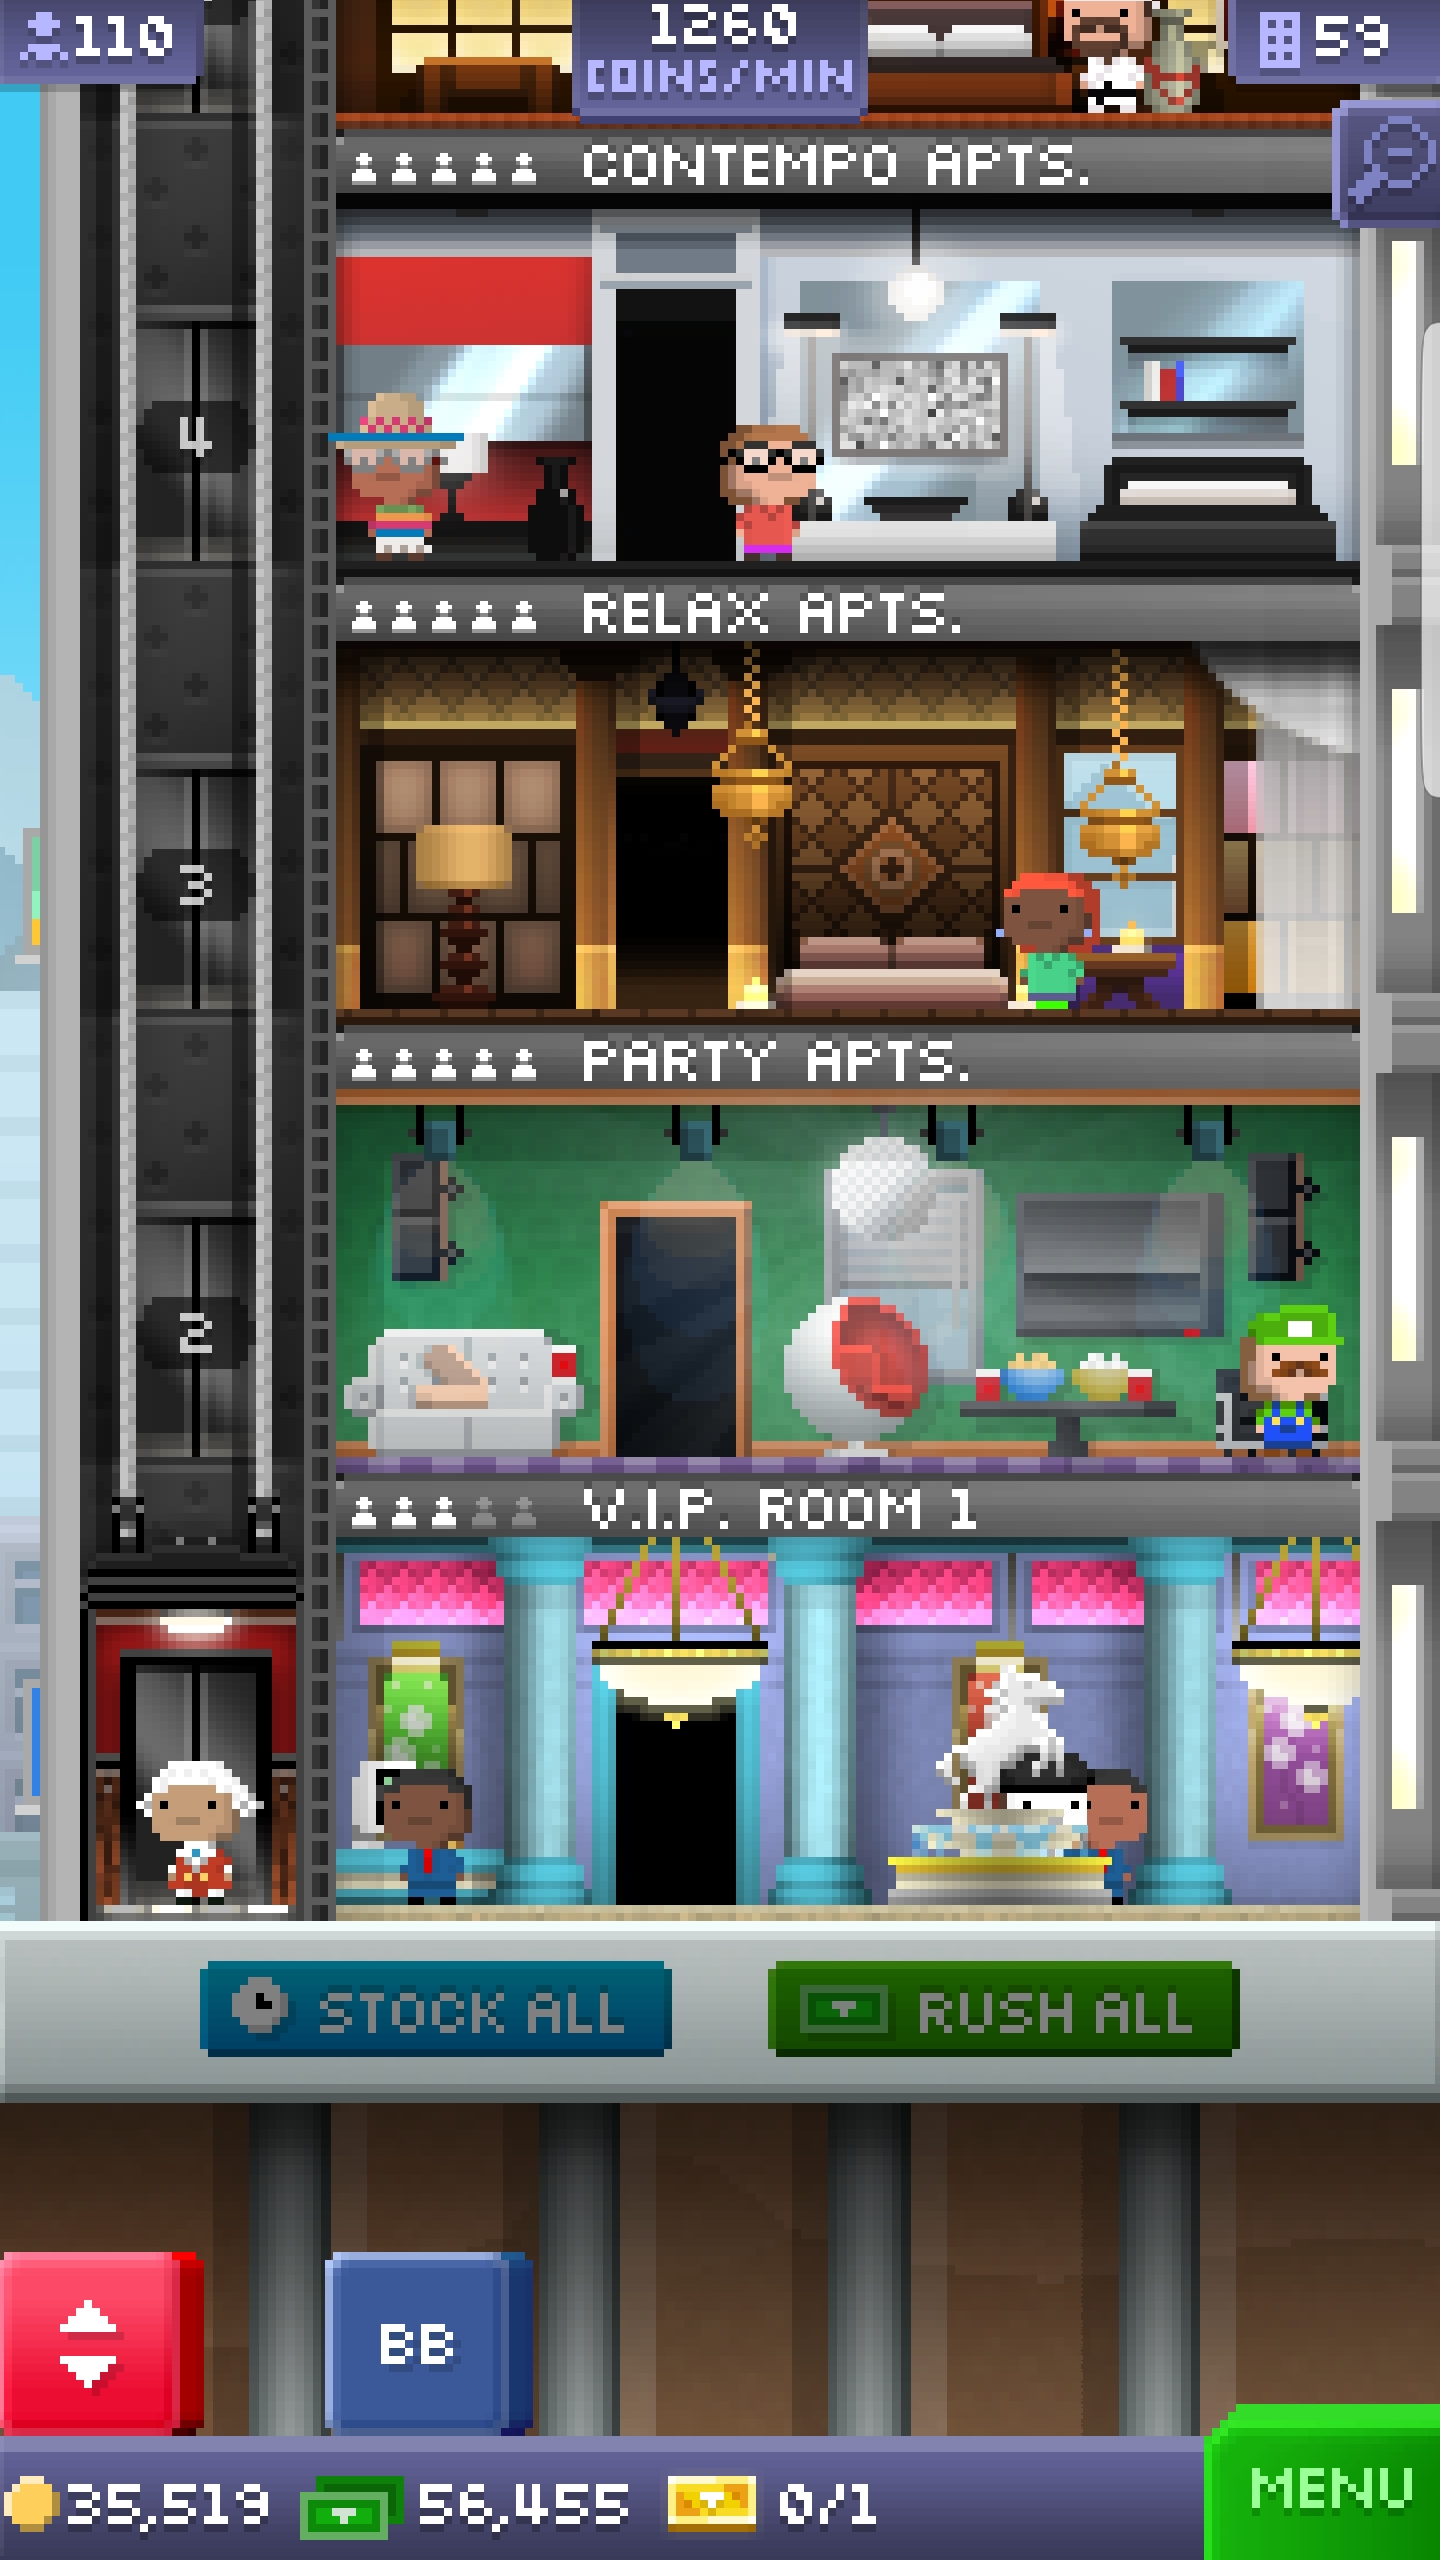 110
1260
COINS/MIN
59
CONTEMPO APTS.
4
RELAX APTS.
3
PARTY APTS.
2
V.I.P. ROOM 1
STOCK ALL
RUSH ALL
BB
35,519
56,455
0/1
MENU